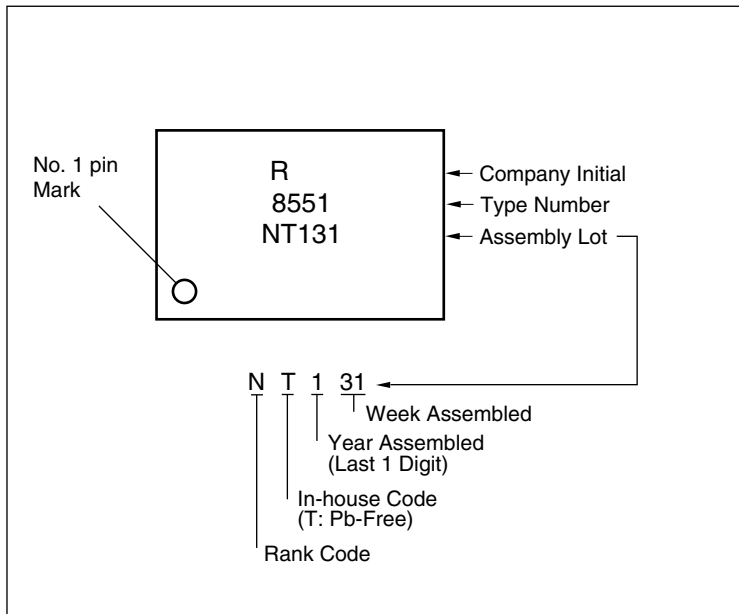 No. 1 pin
Mark
R
8551
NT131
Company Initial
Type Number
Assembly Lot
N T 1 31
Week Assembled
Year Assembled
(Last 1 Digit)
In-house Code
(T: Pb-Free)
Rank Code